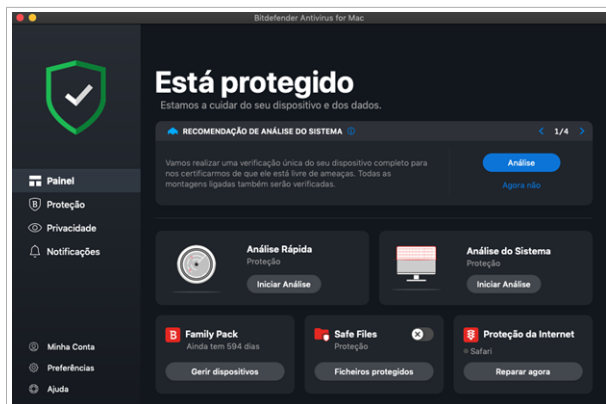 Bitdefender Antivirus for Mac
Está protegido
Estamos a cuidar do seu dispositivo e dos dados.
RECOMENDAÇÃO DE ANÁLISE DO SISTEMA
1/4
Vamos realizar uma verificação única do seu dispositivo completo para
nos certificarmos de que ele está livre de ameaças. Todas as
montagens ligadas também serão verificadas.
Análise
Agora não
Painel
Proteção
Privacidade
Notificações
Análise Rápida
Proteção
Iniciar Análise
Análise do Sistema
Proteção
Iniciar Análise
B
Family Pack
Ainda tem 594 dias
Gerir dispositivos
Safe Files
Proteção
Ficheiros protegidos
Proteção da Internet
Safari
Reparar agora
Minha Conta
Preferências
Ajuda